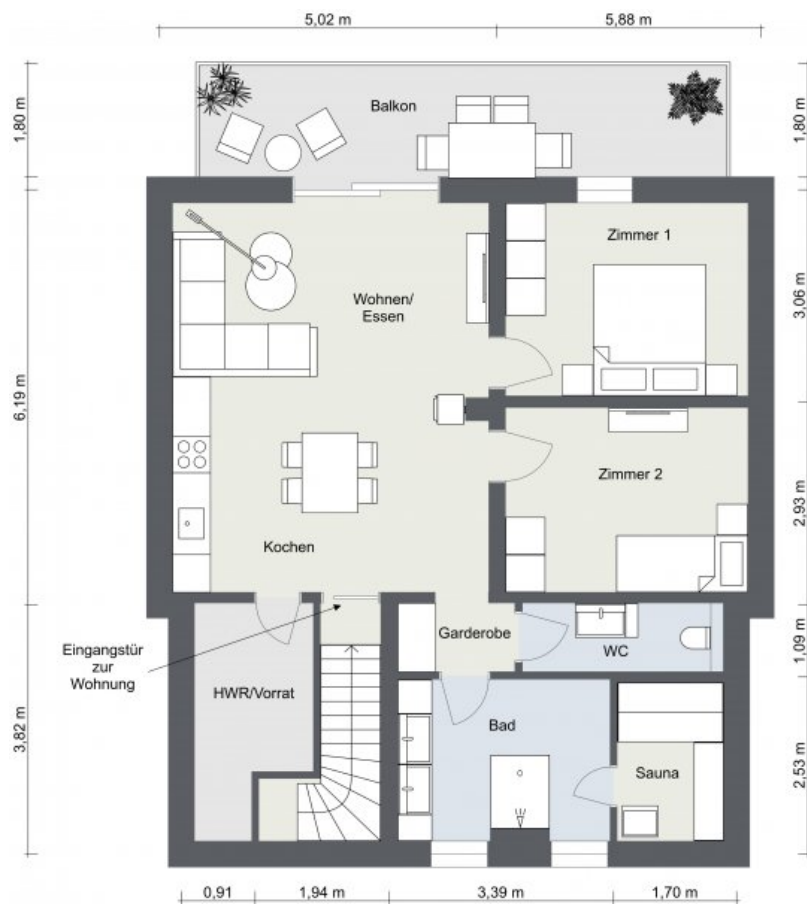 5,02 m
5,88 m
1,80 m
1,80 m
Balkon
Zimmer 1
Wohnen/
Essen
3,06 m
6,19 m
Zimmer 2
2,93 m
Kochen
Eingangstür
zur
Wohnung
Garderobe
WC
1,09 m
HWR/Vorrat
Bad
Sauna
3,82 m
2,53 m
0,91
1,94 m
3,39 m
1,70 m